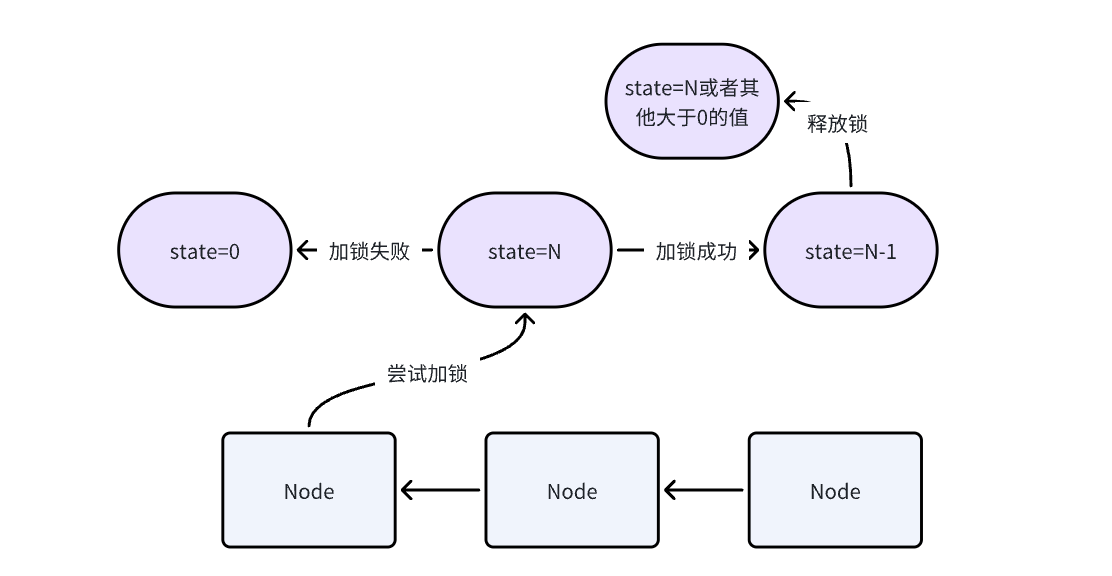 state=N或者其
他大于0的值
释放锁
state=0
加锁失败
state=N
加锁成功
state=N-1
尝试加锁
Node
Node
Node